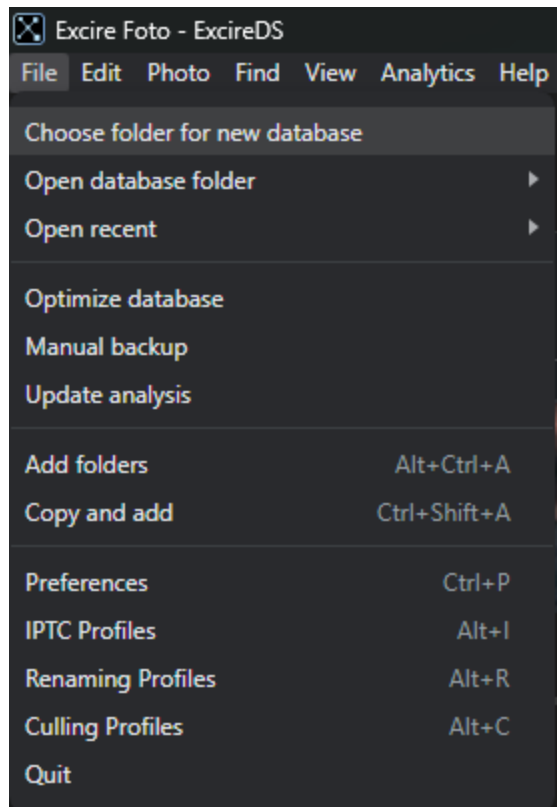 Excire Foto - ExcireDS
File Edit Photo Find View Analytics Help
Choose folder for new database
Open database folder
Open recent
Optimize database
Manual backup
Update analysis
Add folders Alt+Ctrl+A
Copy and add Ctrl+Shift+A
Preferences Ctrl+P
IPTC Profiles Alt+I
Renaming Profiles Alt+R
Culling Profiles Alt+C
Quit